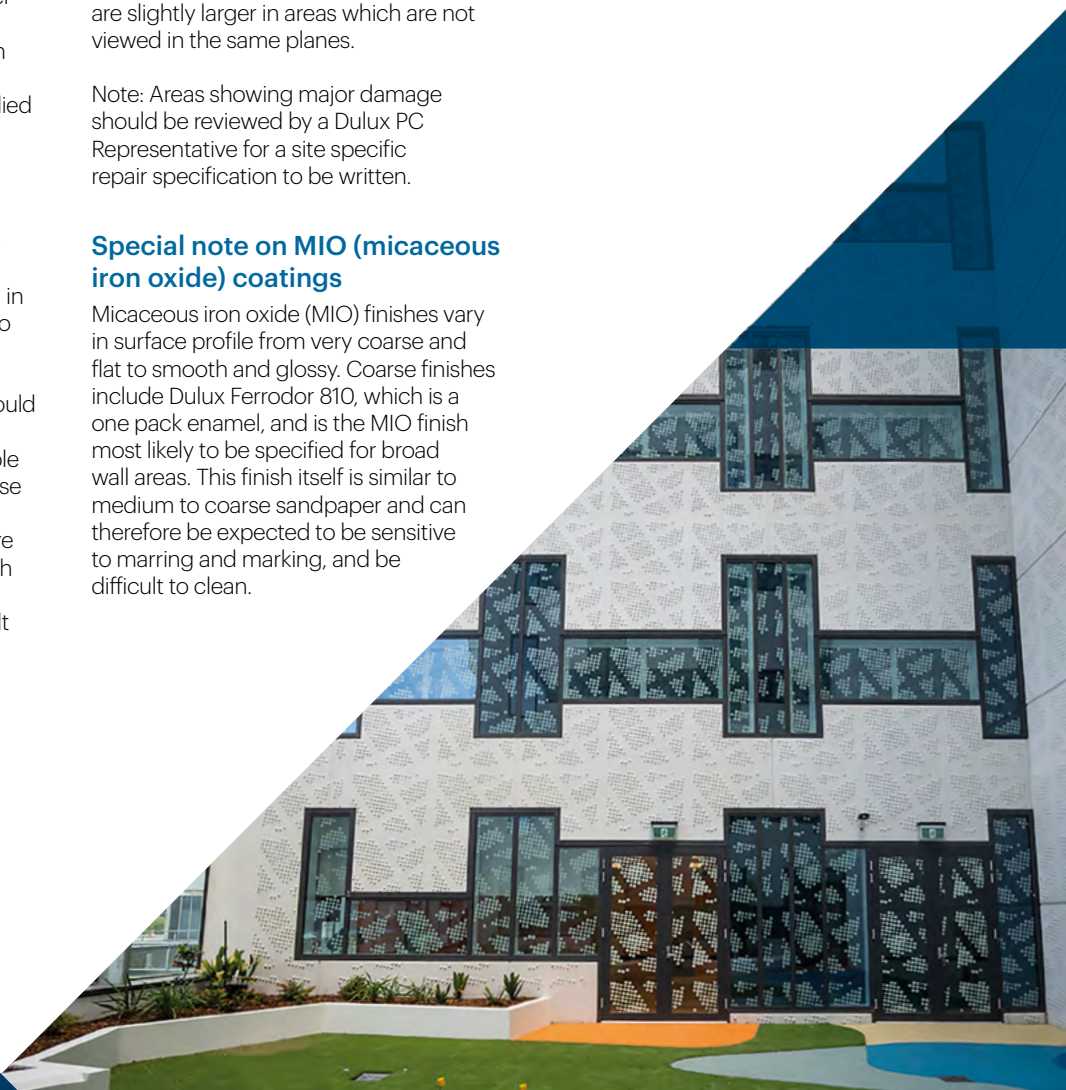 are slightly larger in areas which are not
viewed in the same planes.
Note: Areas showing major damage
should be reviewed by a Dulux PC
Representative for a site specific
repair specification to be written.
Special note on MIO (micaceous
iron oxide) coatings
Micaceous iron oxide (MIO) finishes vary
in surface profile from very coarse and
flat to smooth and glossy. Coarse finishes
include Dulux Ferrodor 810, which is a
one pack enamel, and is the MIO finish
most likely to be specified for broad
wall areas. This finish itself is similar to
medium to coarse sandpaper and can
therefore be expected to be sensitive
to marring and marking, and be
difficult to clean.